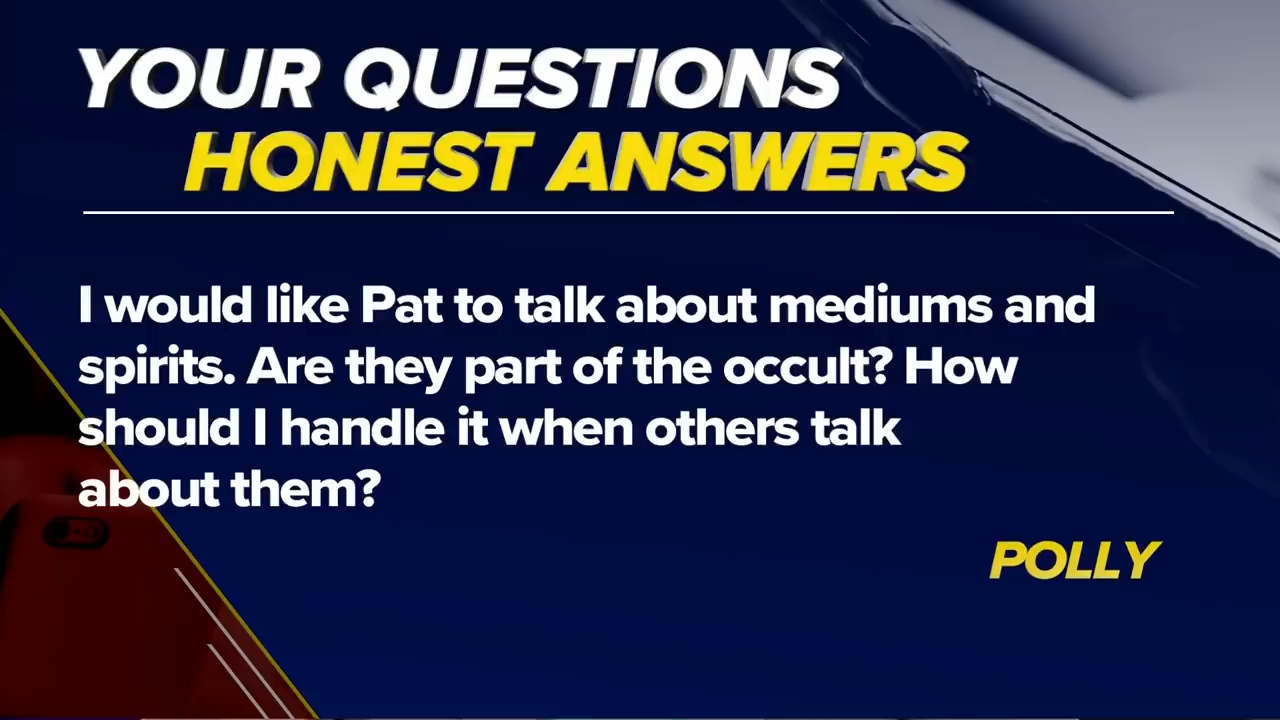 YOUR QUESTIONS
HONEST ANSWERS
I would like Pat to talk about mediums and
spirits. Are they part of the occult? How
should I handle it when others talk
about them?
POLLY